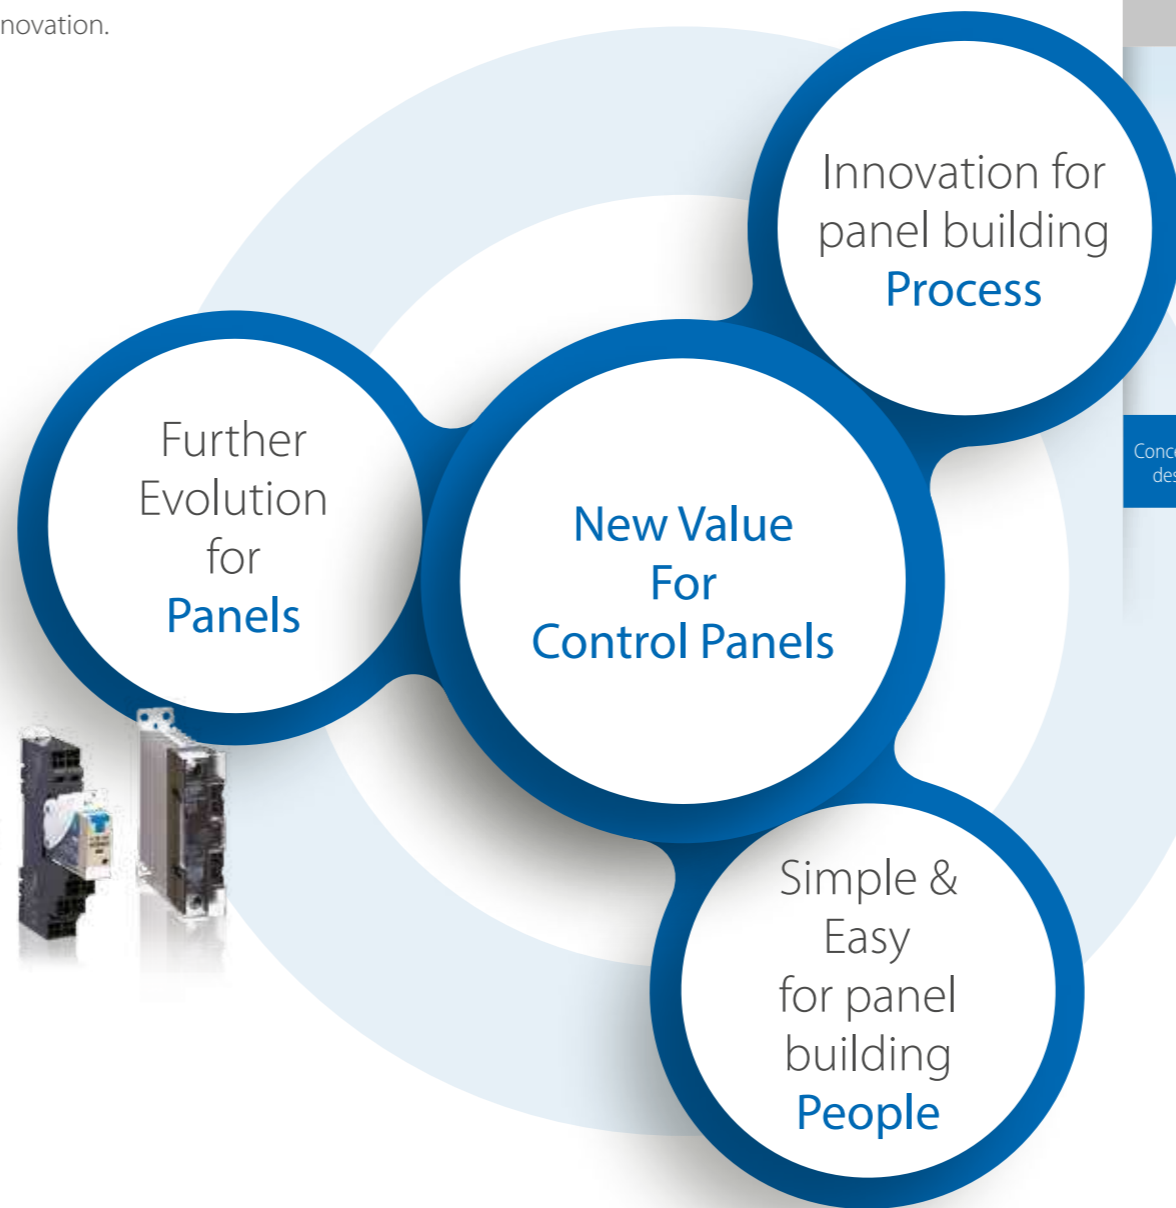 novation.
Innovation for
panel building
Process
Further
Evolution
for
Panels
New Value
For
Control Panels
Simple &
Easy
for panel
building
People